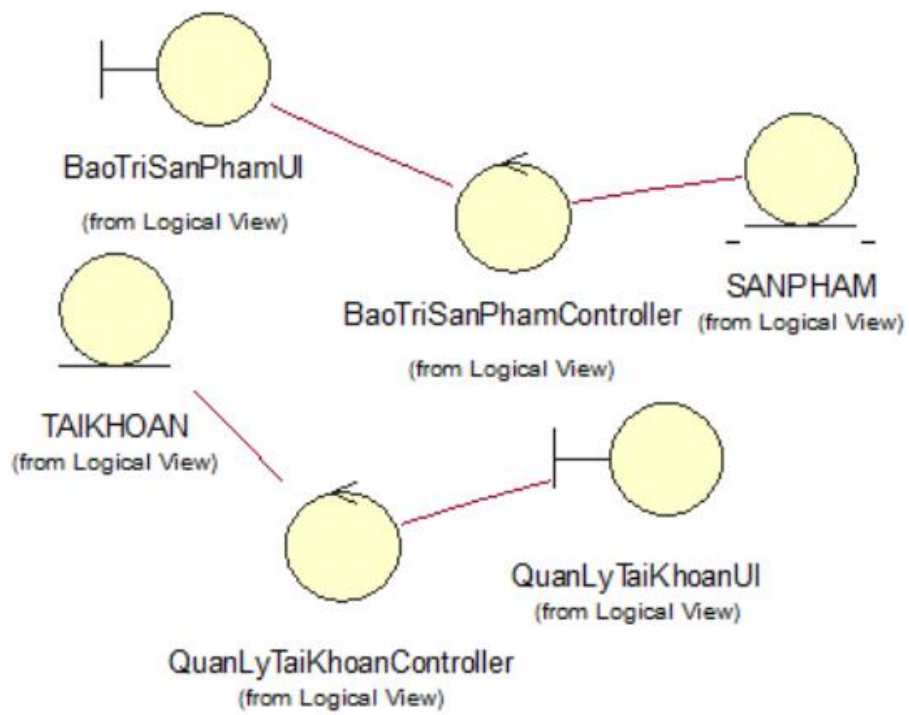 BaoTriSanPhamUI
(from Logical View)
BaoTriSanPhamController
(from Logical View)
SANPHAM
(from Logical View)
TAIKHOAN
(from Logical View)
QuanLyTaiKhoanUI
(from Logical View)
QuanLyTaiKhoanController
(from Logical View)